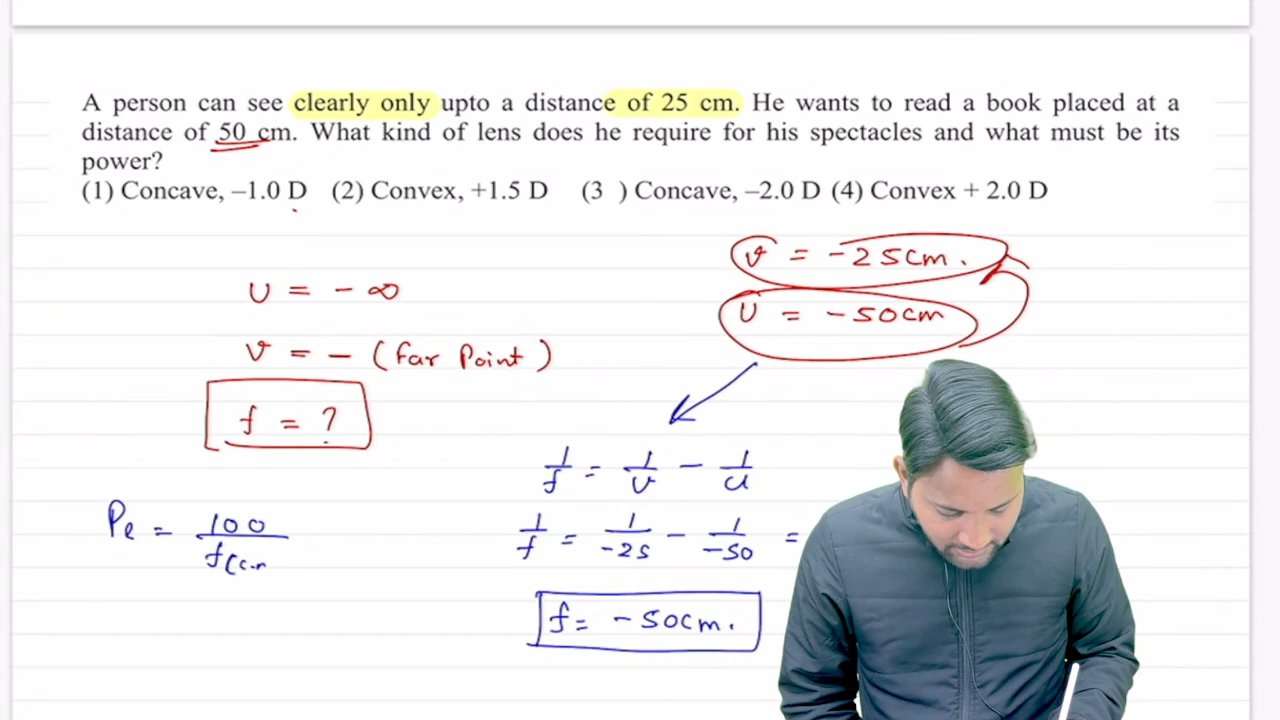 A person can see clearly only upto a distance of 25 cm. He wants to read a book placed at a
distance of 50 cm. What kind of lens does he require for his spectacles and what must be its
power?
(1) Concave, –1.0 D (2) Convex, +1.5 D (3 ) Concave, –2.0 D (4) Convex + 2.0 D
v = -25cm.
u = -∞
u = -50cm
v = - (far Point)
f = ?
1/f = 1/v - 1/u
Pe = 100/f(cm
1/f = 1/-25 - 1/-50 =
f = -50cm.